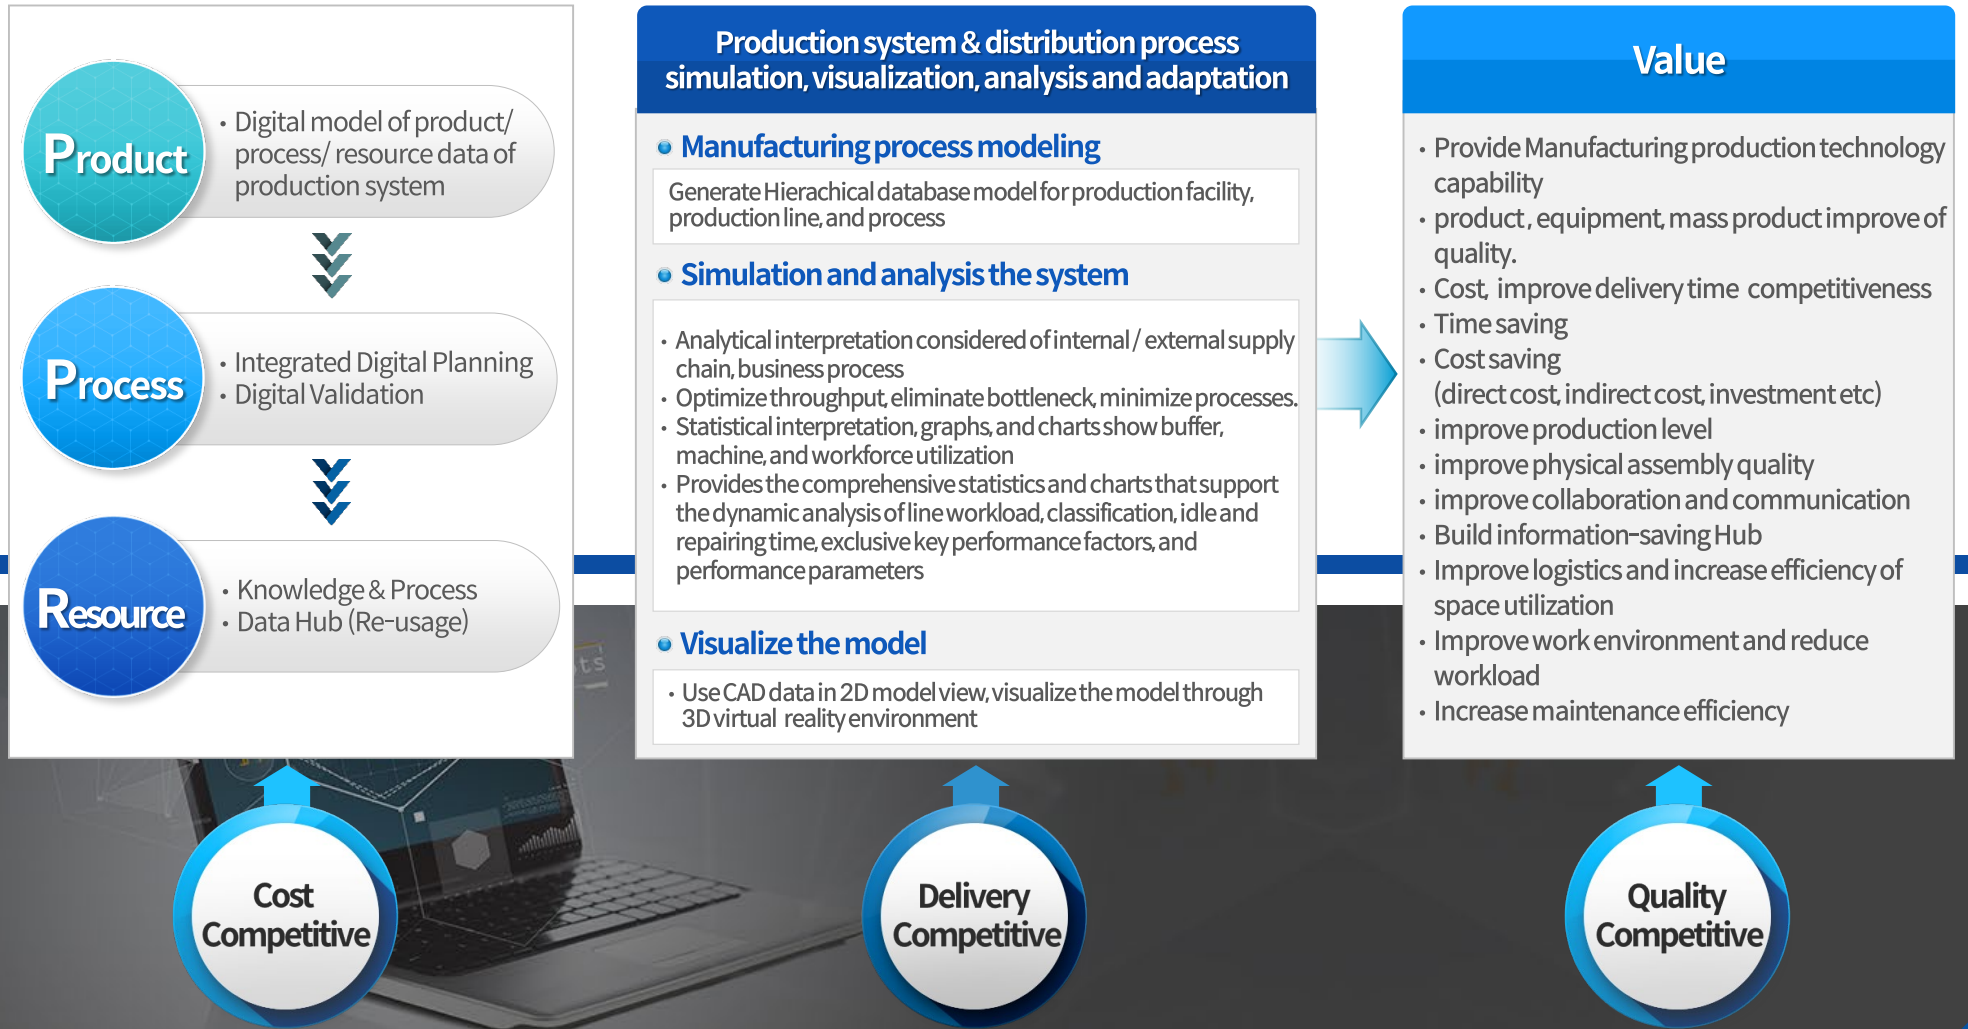 Product
• Digital model of product/
process/ resource data of
production system
Process
• Integrated Digital Planning
• Digital Validation
Resource
• Knowledge & Process
• Data Hub (Re-usage)
Production system & distribution process
simulation, visualization, analysis and adaptation
Manufacturing process modeling
Generate Hierachical database model for production facility,
production line, and process
Simulation and analysis the system
• Analytical interpretation considered of internal / external supply
chain, business process
• Optimize throughput, eliminate bottleneck, minimize processes.
• Statistical interpretation, graphs, and charts show buffer,
machine, and workforce utilization
• Provides the comprehensive statistics and charts that support
the dynamic analysis of line workload, classification, idle and
repairing time, exclusive key performance factors, and
performance parameters
Visualize the model
• Use CAD data in 2D model view, visualize the model through
3D virtual reality environment
Value
• Provide Manufacturing production technology
capability
• product , equipment, mass product improve of
quality.
• Cost, improve delivery time competitiveness
• Time saving
• Cost saving
(direct cost, indirect cost, investment etc)
• improve production level
• improve physical assembly quality
• improve collaboration and communication
• Build information-saving Hub
• Improve logistics and increase efficiency of
space utilization
• Improve work environment and reduce
workload
• Increase maintenance efficiency
Cost
Competitive
Delivery
Competitive
Quality
Competitive